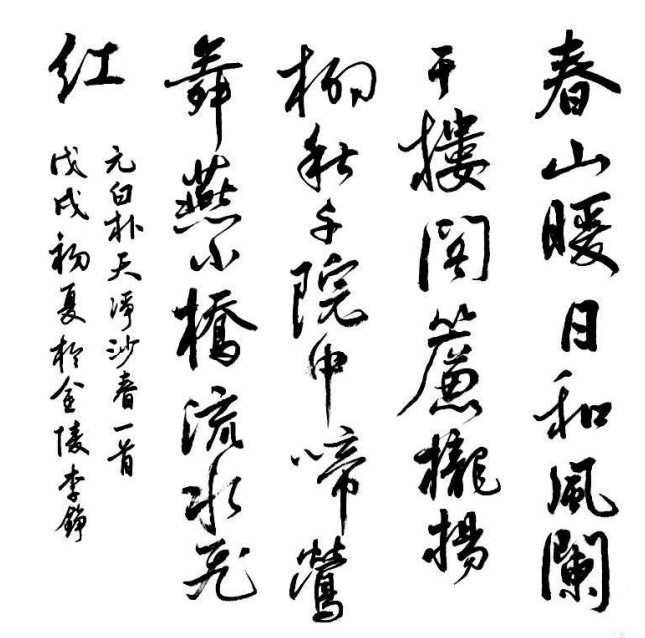 春山暖日和風闌
干樓閣簾櫳揚
柳秋千院中啼鶯
舞燕小橋流水飛
紅
元白朴天淨沙春一首
戊戌初夏於金陵李錚